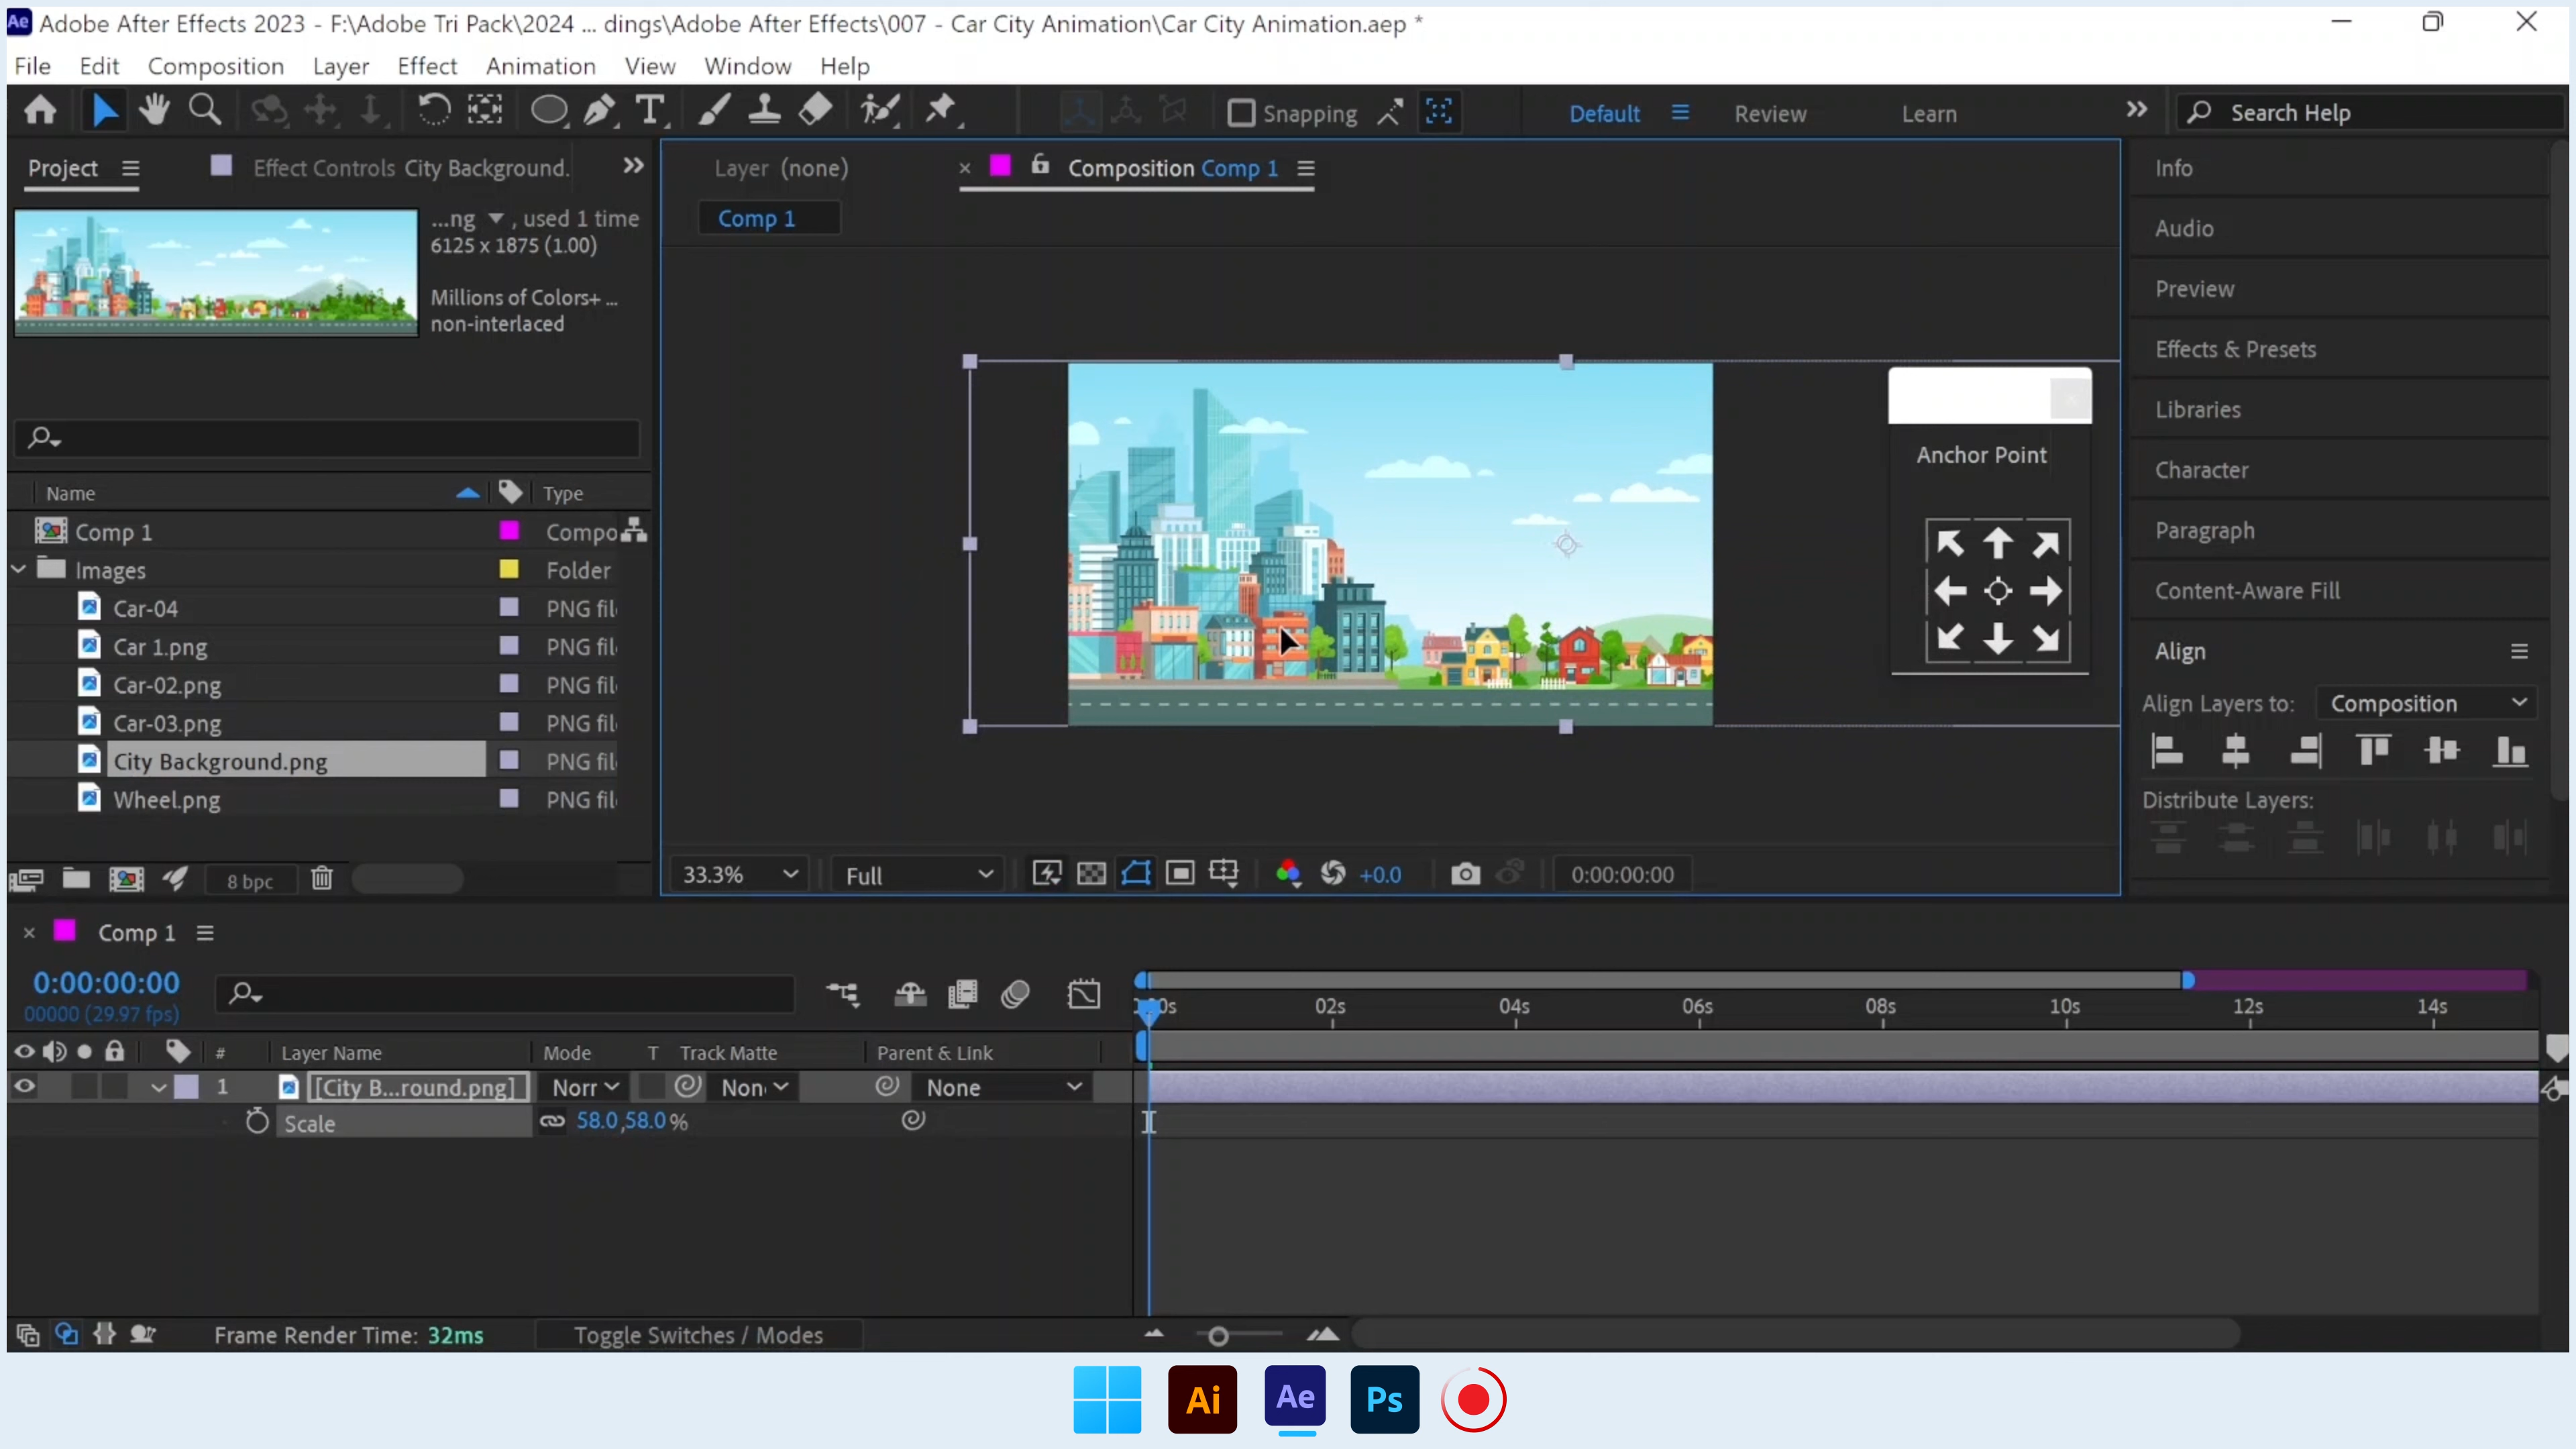 Ae Adobe After Effects 2023 - F:\Adobe Tri Pack\2024 ... dings\Adobe After Effects\007 - Car City Animation\Car City Animation.aep *
File Edit Composition Layer Effect Animation View Window Help
Snapping Default Review Learn Search Help
Project Effect Controls City Background.
Layer (none) Composition Comp 1
Comp 1
...ng , used 1 time
6125 x 1875 (1.00)
Millions of Colors+ ...
non-interlaced
Name Type
Comp 1 Compo
Images Folder
Car-04 PNG fil
Car 1.png PNG fil
Car-02.png PNG fil
Car-03.png PNG fil
City Background.png PNG fil
Wheel.png PNG fil
8 bpc
Anchor Point
33.3% Full +0.0 0:00:00:00
Info
Audio
Preview
Effects & Presets
Libraries
Character
Paragraph
Content-Aware Fill
Align
Align Layers to: Composition
Distribute Layers:
Comp 1
0:00:00:00
00000 (29.97 fps)
00s 02s 04s 06s 08s 10s 12s 14s
# Layer Name Mode T Track Matte Parent & Link
1 [City B...round.png] Norr Non None
Scale 58.0,58.0 %
Frame Render Time: 32ms Toggle Switches / Modes
Ai Ae Ps